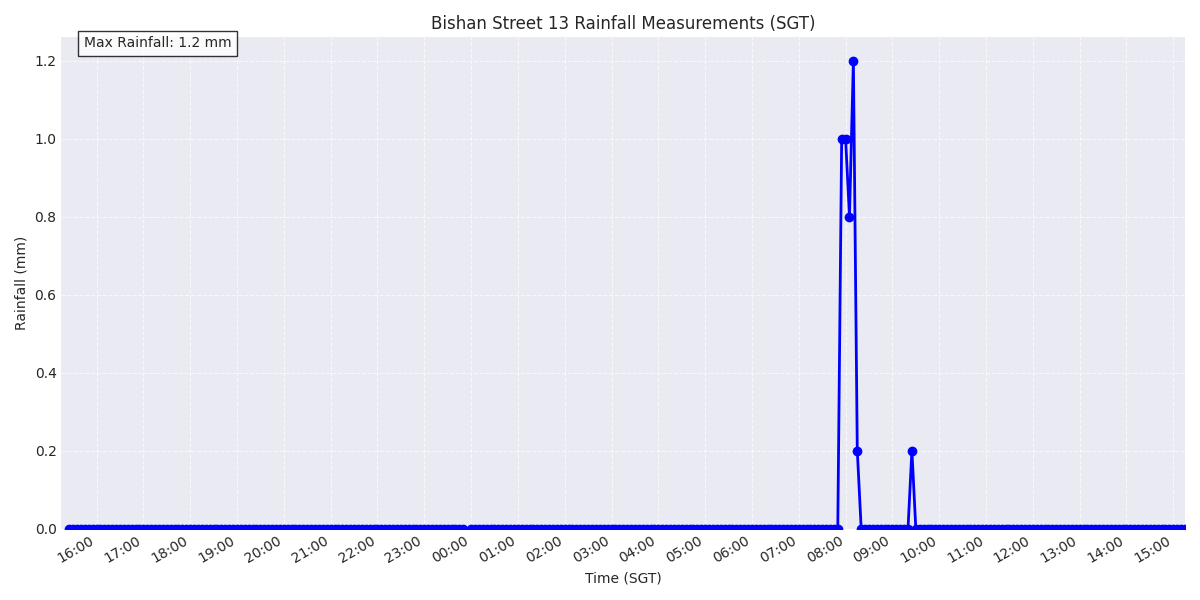 Bishan Street 13 Rainfall Measurements (SGT)
Max Rainfall: 1.2 mm
1.2
1.0
0.8
0.6
0.4
0.2
0.0
Rainfall (mm)
16:00 17:00 18:00 19:00 20:00 21:00 22:00 23:00 00:00 01:00 02:00 03:00 04:00 05:00 06:00 07:00 08:00 09:00 10:00 11:00 12:00 13:00 14:00 15:00
Time (SGT)